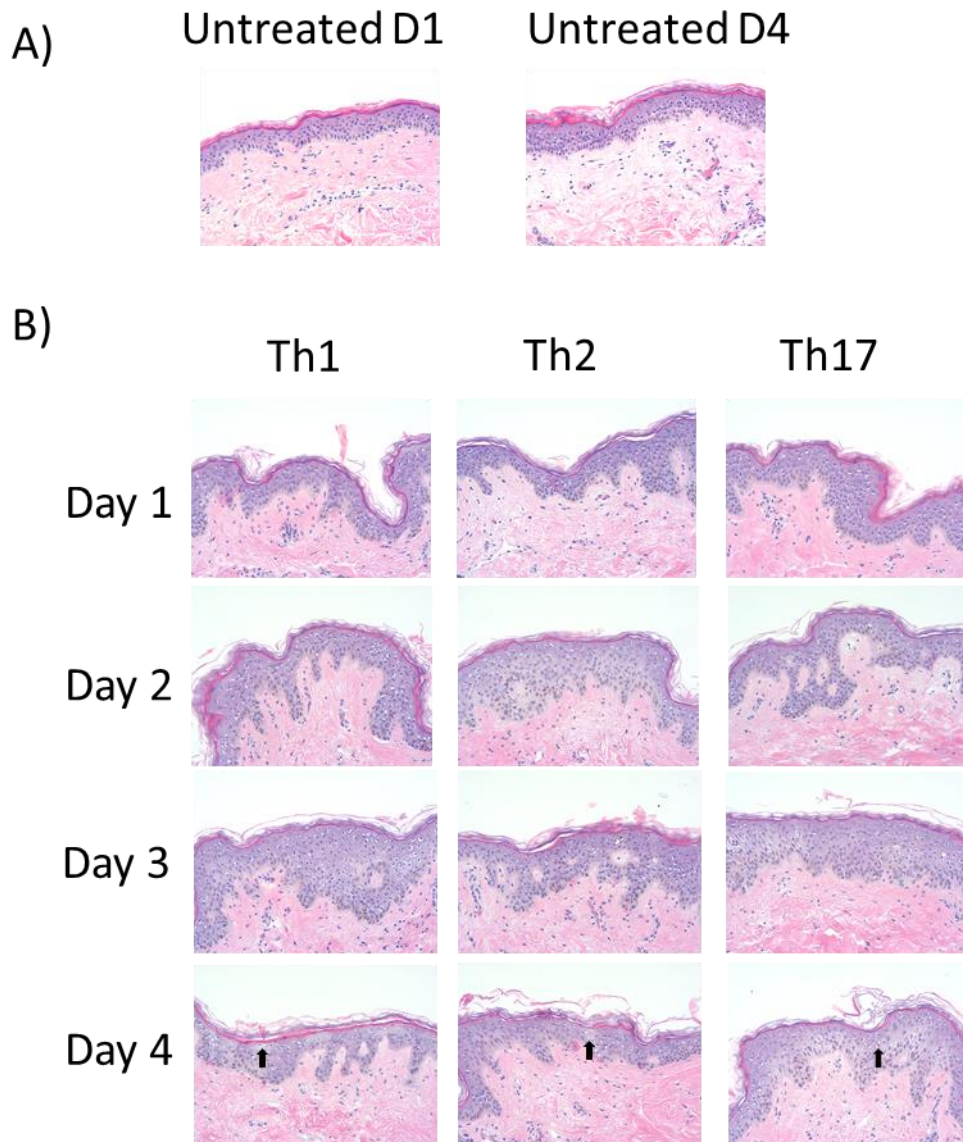 A)
Untreated D1
Untreated D4
B)
Th1
Th2
Th17
Day 1
Day 2
Day 3
Day 4